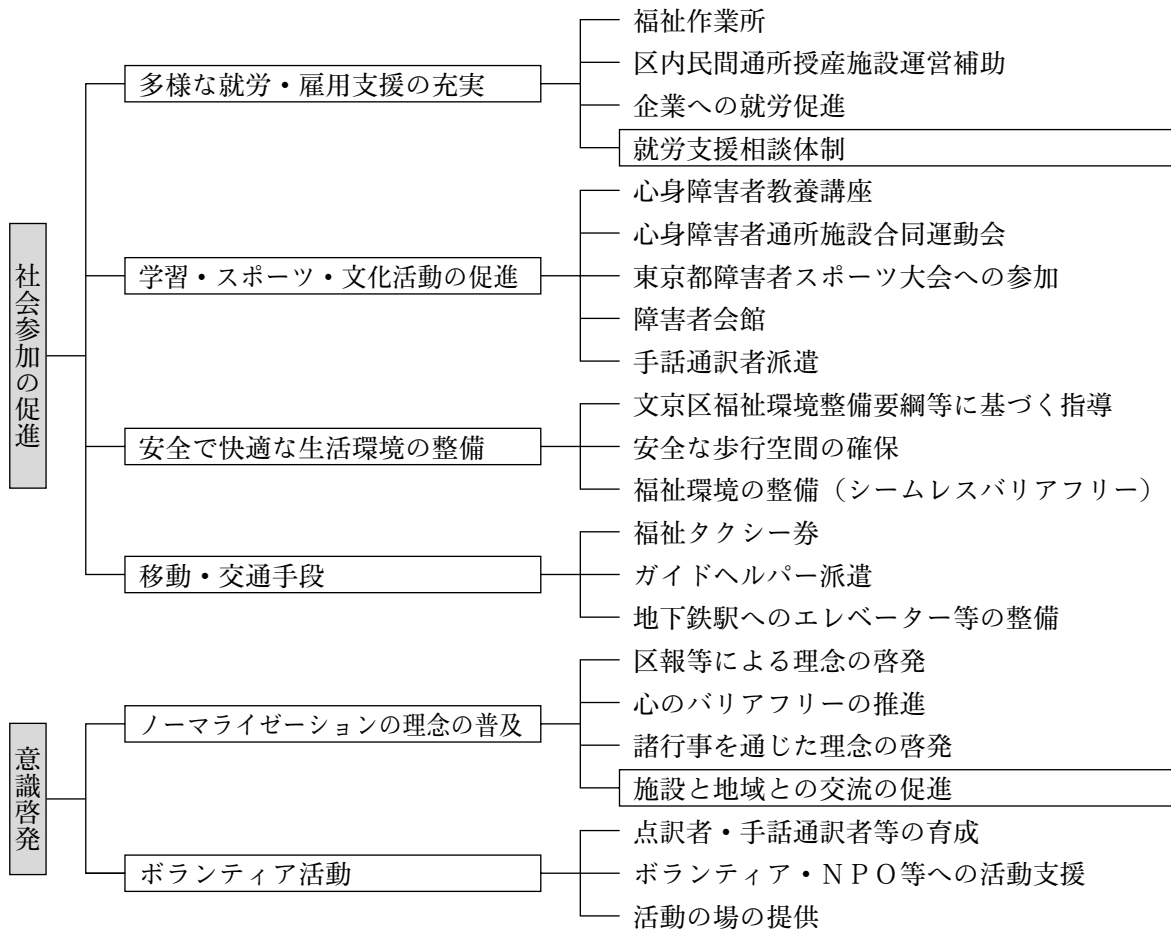 社会参加の促進
多様な就労・雇用支援の充実
福祉作業所
区内民間通所授産施設運営補助
企業への就労促進
就労支援相談体制
学習・スポーツ・文化活動の促進
心身障害者教養講座
心身障害者通所施設合同運動会
東京都障害者スポーツ大会への参加
障害者会館
手話通訳者派遣
安全で快適な生活環境の整備
文京区福祉環境整備要綱等に基づく指導
安全な歩行空間の確保
福祉環境の整備（シームレスバリアフリー）
移動・交通手段
福祉タクシー券
ガイドヘルパー派遣
地下鉄駅へのエレベーター等の整備
意識啓発
ノーマライゼーションの理念の普及
区報等による理念の啓発
心のバリアフリーの推進
諸行事を通じた理念の啓発
施設と地域との交流の促進
ボランティア活動
点訳者・手話通訳者等の育成
ボランティア・ＮＰＯ等への活動支援
活動の場の提供